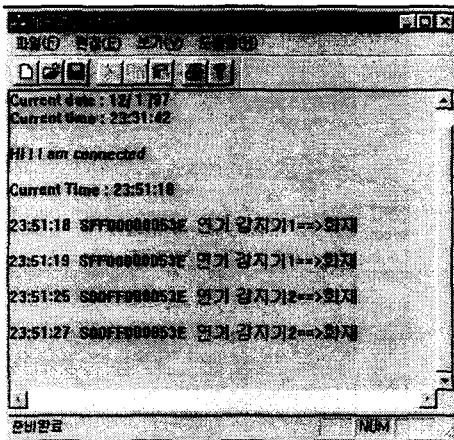 파일(F) 편집(E) 보기(V) 도움말(H)
Current date : 12/ 1 /97
Current time : 23:31:42
Hi! I am connected
Current Time : 23:51:18
23:51:18 SFF00000053E 연기 감지기1==>화재
23:51:19 SFF00000053E 연기 감지기1==>화재
23:51:25 S00FF000053E 연기 감지기2==>화재
23:51:27 S00FF000053E 연기 감지기2==>화재
준비완료
NUM